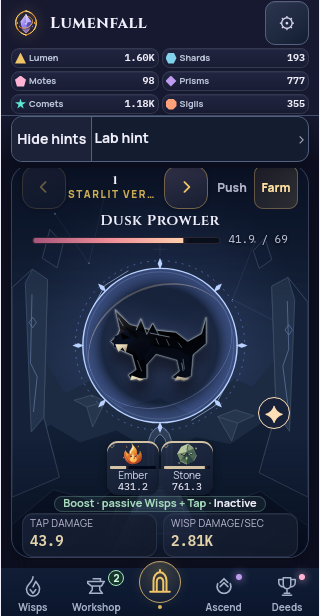 LUMENFALL
Lumen 1.60K
Shards 193
Motes 98
Prisms 777
Comets 1.18K
Sigils 355
Hide hints Lab hint
1
STARLIT VER…
Push Farm
DUSK PROWLER
41.9 / 69
Ember
431.2
Stone
761.3
Boost · passive Wisps + Tap · Inactive
TAP DAMAGE
43.9
WISP DAMAGE/SEC
2.81K
2
Wisps
Workshop
Ascend
Deeds